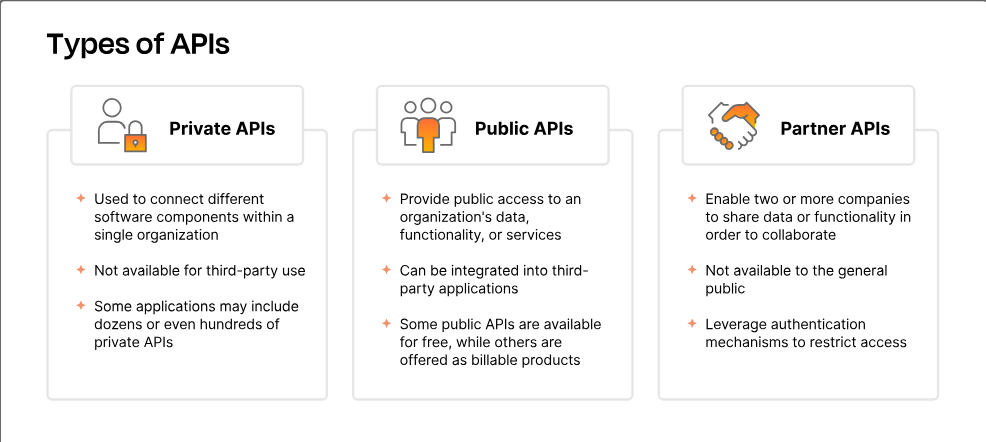 Types of APIs
Private APIs
Used to connect different
software components within a
single organization
Not available for third-party use
Some applications may include
dozens or even hundreds of
private APIs
Public APIs
Provide public access to an
organization's data,
functionality, or services
Can be integrated into third-
party applications
Some public APIs are available
for free, while others are
offered as billable products
Partner APIs
Enable two or more companies
to share data or functionality in
order to collaborate
Not available to the general
public
Leverage authentication
mechanisms to restrict access